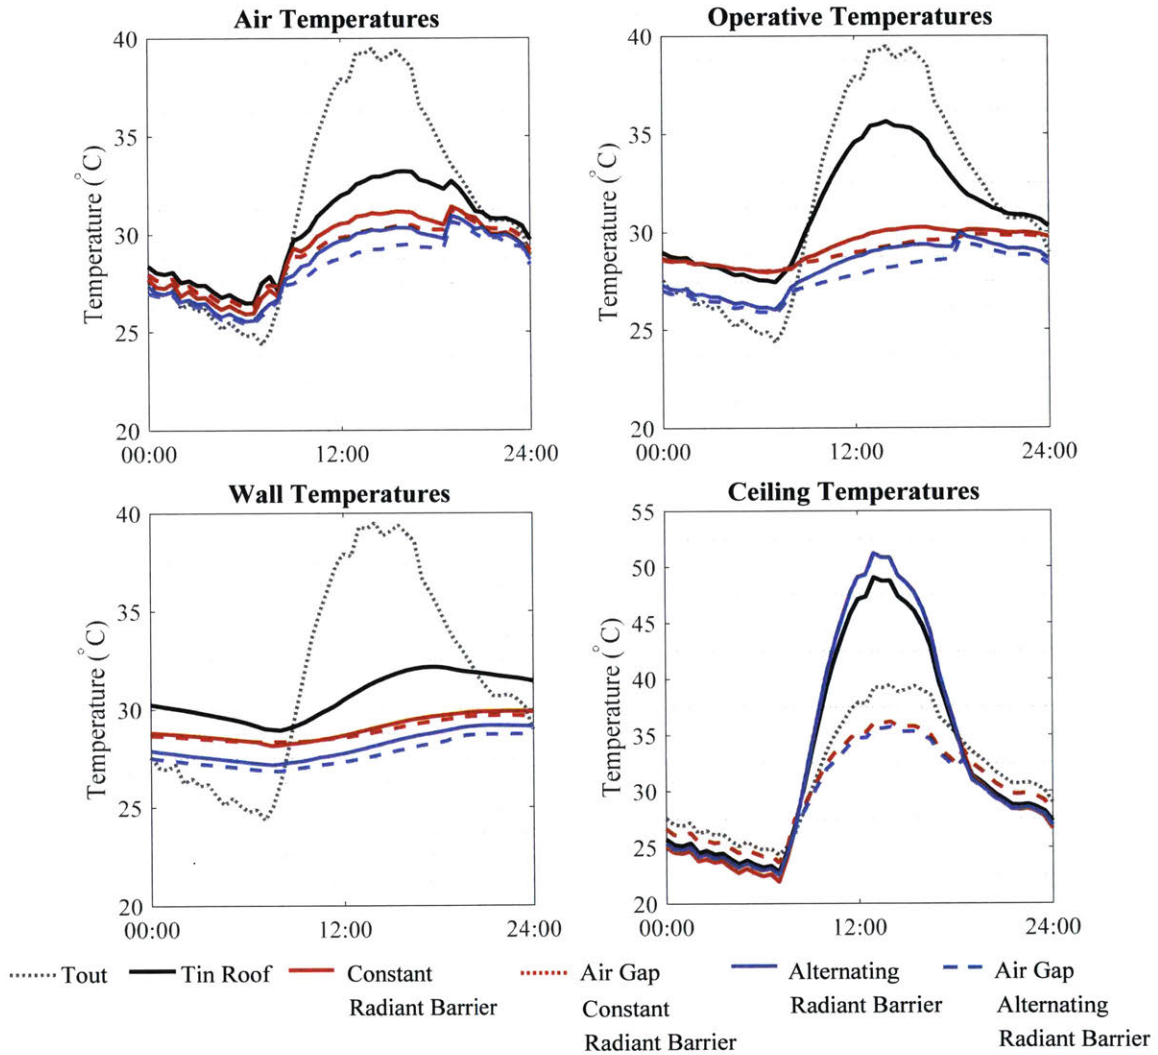 Air Temperatures
Operative Temperatures
40
35
30
25
20
Temperature (°C)
00:00
12:00
24:00
40
35
30
25
20
Temperature (°C)
00:00
12:00
24:00
Wall Temperatures
Ceiling Temperatures
40
35
30
25
20
Temperature (°C)
00:00
12:00
24:00
55
50
45
40
35
30
25
20
Temperature (°C)
00:00
12:00
24:00
Tout
Tin Roof
Constant
Radiant Barrier
Air Gap
Constant
Radiant Barrier
Alternating
Radiant Barrier
Air Gap
Alternating
Radiant Barrier